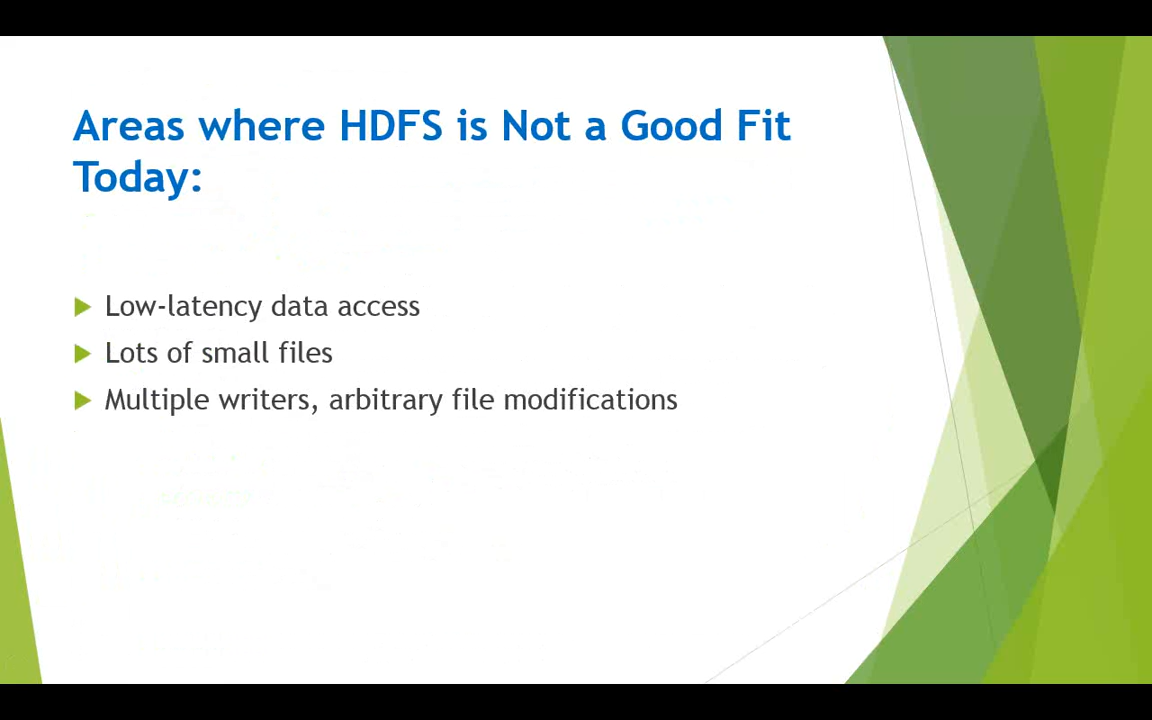 Areas where HDFS is Not a Good Fit
Today:
Low-latency data access
Lots of small files
Multiple writers, arbitrary file modifications